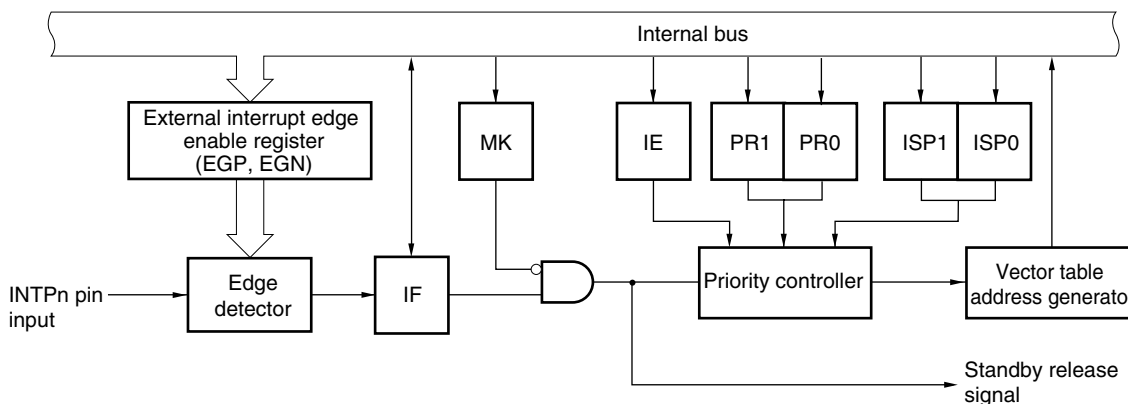 Internal bus
External interrupt edge
enable register
(EGP, EGN)
MK
IE
PR1
PR0
ISP1
ISP0
INTPn pin
input
Edge
detector
IF
Priority controller
Vector table
address generato
Standby release
signal